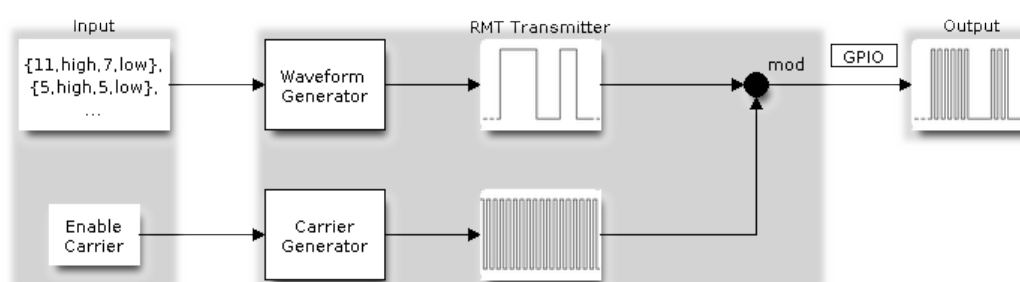 Input
RMT Transmitter
Output
{11,high,7,low},
{5,high,5,low},
...
Waveform
Generator
mod
GPIO
Enable
Carrier
Carrier
Generator